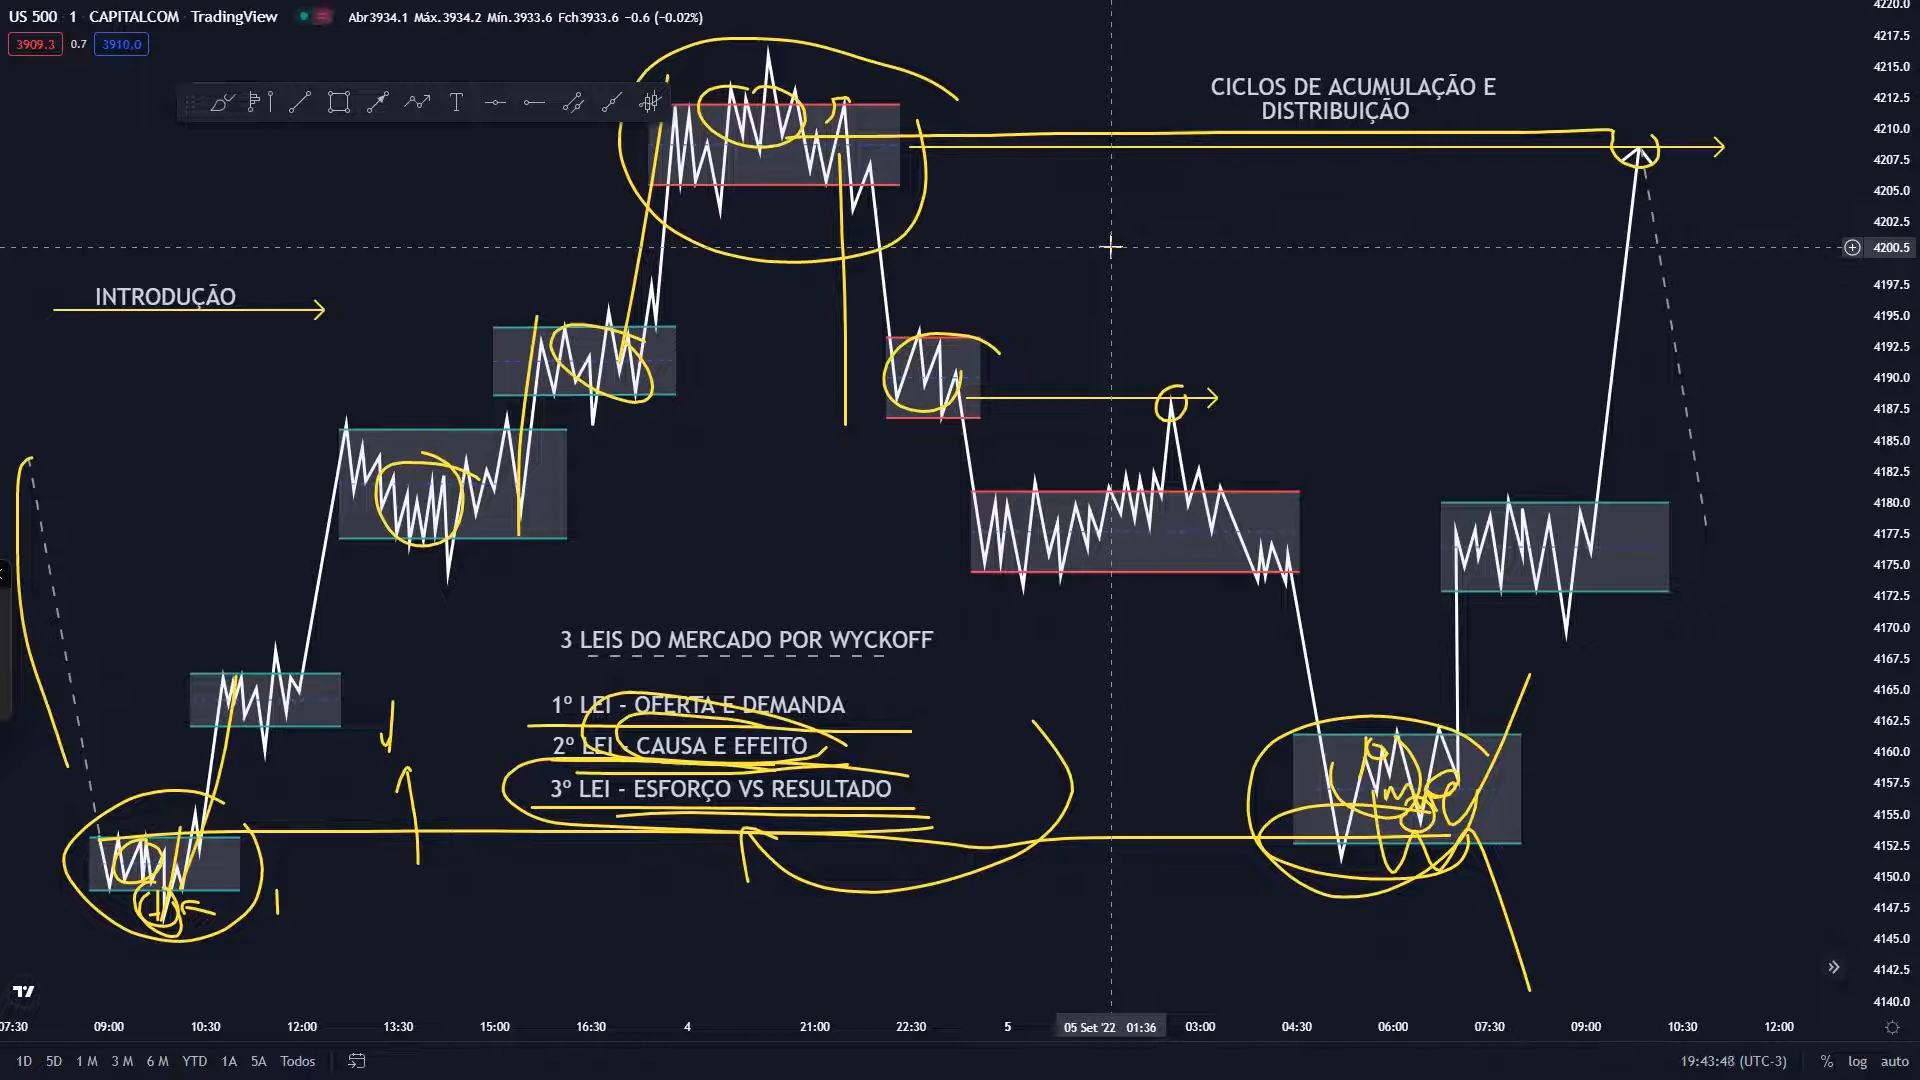 US 500 · 1 · CAPITALCOM · TradingView
Abr3934.1 Máx.3934.2 Mín.3933.6 Fch3933.6 −0.6 (−0.02%)
3909.3 0.7 3910.0
T
CICLOS DE ACUMULAÇÃO E
DISTRIBUIÇÃO
INTRODUÇÃO
3 LEIS DO MERCADO POR WYCKOFF
1º LEI - OFERTA E DEMANDA
2º LEI - CAUSA E EFEITO
3º LEI - ESFORÇO VS RESULTADO
4220.0
4217.5
4215.0
4212.5
4210.0
4207.5
4205.0
4202.5
4200.5
4197.5
4195.0
4192.5
4190.0
4187.5
4185.0
4182.5
4180.0
4177.5
4175.0
4172.5
4170.0
4167.5
4165.0
4162.5
4160.0
4157.5
4155.0
4152.5
4150.0
4147.5
4145.0
4142.5
4140.0
07:30 09:00 10:30 12:00 13:30 15:00 16:30 4 21:00 22:30 5 05 Set '22 01:36 03:00 04:30 06:00 07:30 09:00 10:30 12:00
1D 5D 1 M 3 M 6 M YTD 1A 5A Todos 19:43:48 (UTC-3) % log auto